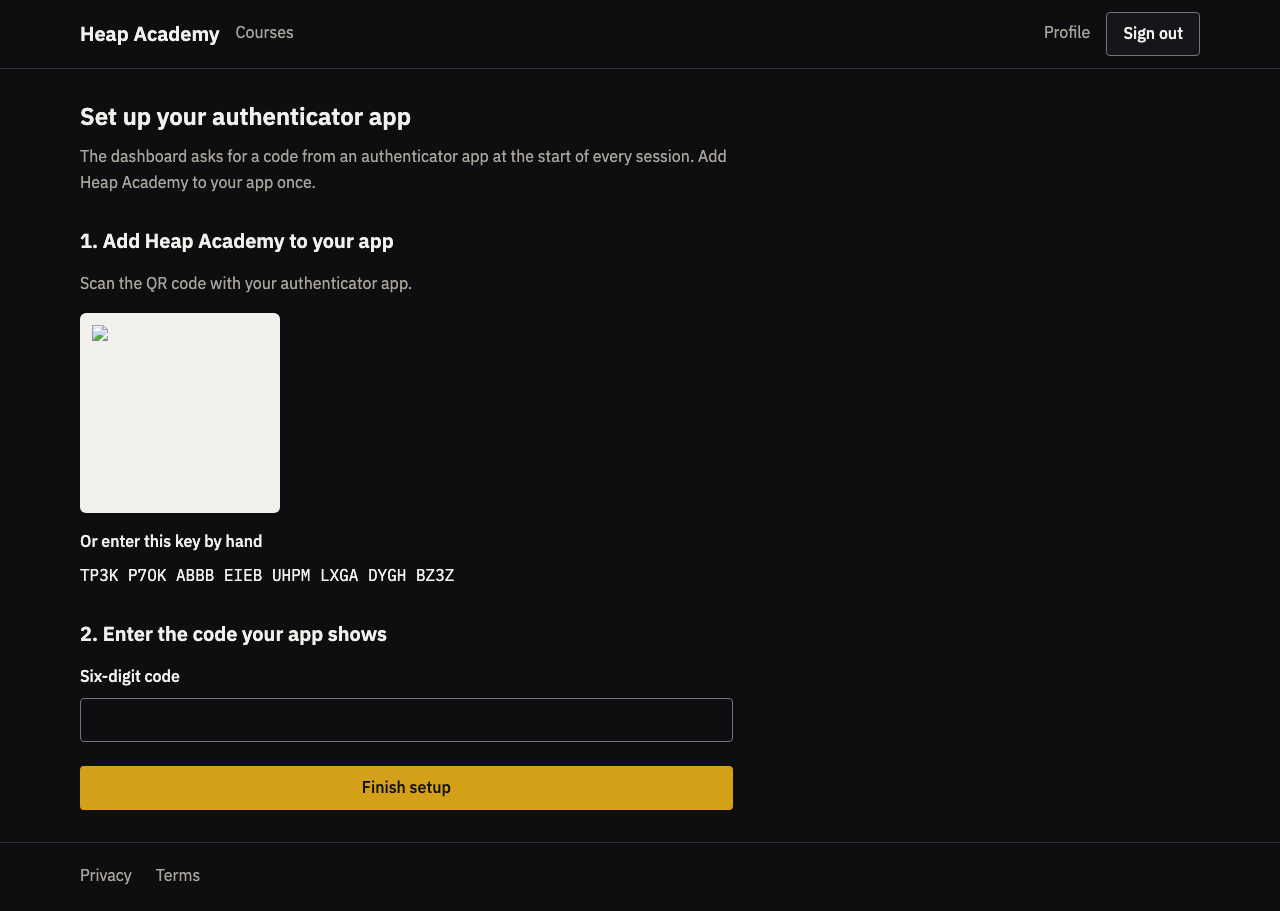 Heap Academy Courses Profile Sign out
Set up your authenticator app
The dashboard asks for a code from an authenticator app at the start of every session. Add
Heap Academy to your app once.
1. Add Heap Academy to your app
Scan the QR code with your authenticator app.
Or enter this key by hand
TP3K P7OK ABBB EIEB UHPM LXGA DYGH BZ3Z
2. Enter the code your app shows
Six-digit code
Finish setup
Privacy Terms